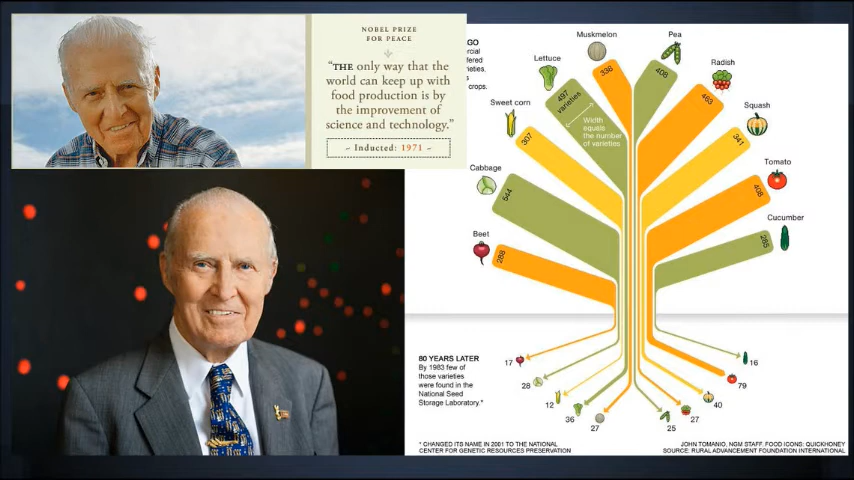 NOBEL PRIZE
FOR PEACE
“THE only way that the
world can keep up with
food production is by
the improvement of
science and technology.”
~ Inducted: 1971 ~
GO
rcial
fered
rieties,
s
crops.
Muskmelon
338
Pea
408
Lettuce
497
varieties
Width
equals
the number
of varieties
Radish
463
Sweet corn
307
Squash
341
Cabbage
544
Tomato
408
Beet
288
Cucumber
285
80 YEARS LATER
By 1983 few of
those varieties
were found in the
National Seed
Storage Laboratory.*
17
28
12
36
27
25
27
40
79
16
* CHANGED ITS NAME IN 2001 TO THE NATIONAL
CENTER FOR GENETIC RESOURCES PRESERVATION
JOHN TOMANIO, NGM STAFF. FOOD ICONS: QUICKHONEY
SOURCE: RURAL ADVANCEMENT FOUNDATION INTERNATIONAL